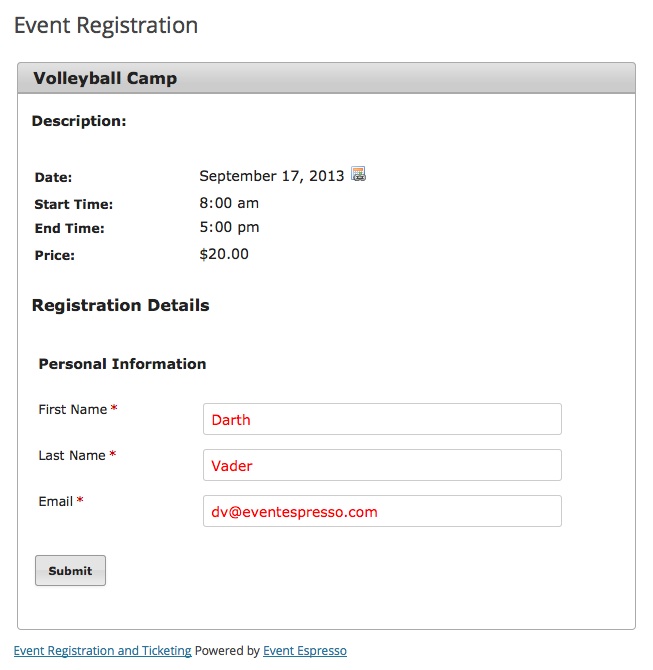 Event Registration
Volleyball Camp
Description:
Date: September 17, 2013
Start Time: 8:00 am
End Time: 5:00 pm
Price: $20.00
Registration Details
Personal Information
First Name * Darth
Last Name * Vader
Email * dv@eventespresso.com
Submit
Event Registration and Ticketing Powered by Event Espresso